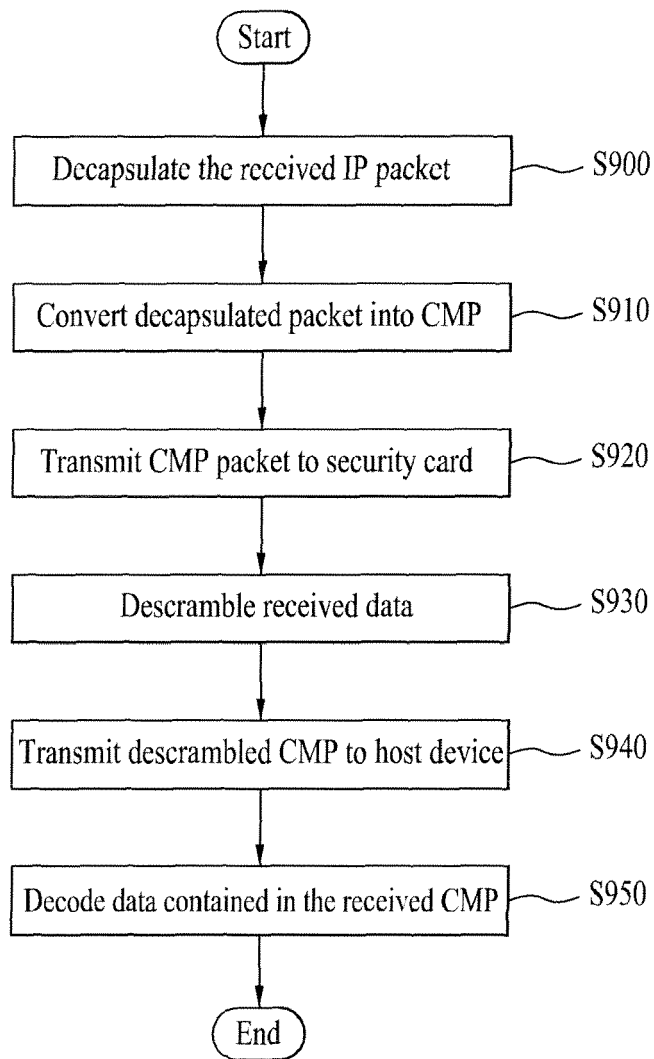 Start
Decapsulate the received IP packet
S900
Convert decapsulated packet into CMP
S910
Transmit CMP packet to security card
S920
Descramble received data
S930
Transmit descrambled CMP to host device
S940
Decode data contained in the received CMP
S950
End